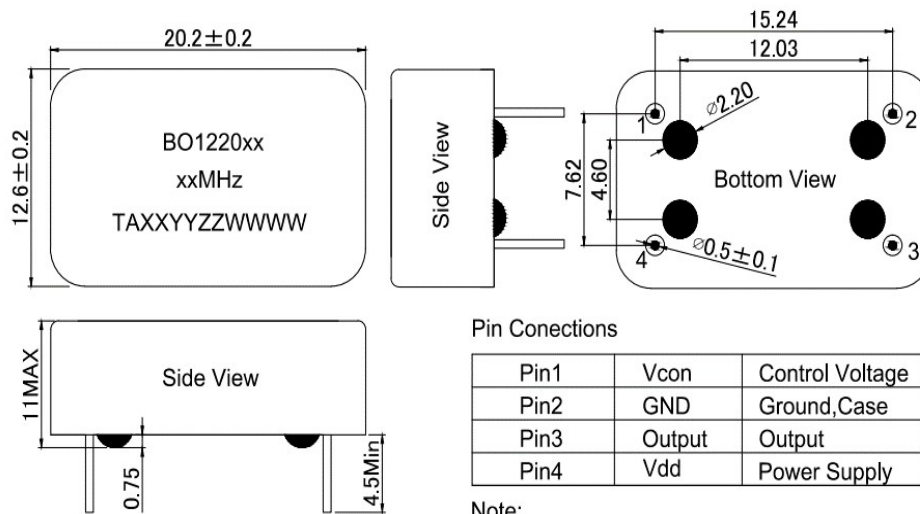 20.2±0.2
12.6±0.2
BO1220xx
xxMHz
TAXXYYZZWWWW
Side View
15.24
12.03
⌀2.20
1
2
7.62
4.60
Bottom View
4
⌀0.5±0.1
3
11MAX
Side View
0.75
4.5Min
Pin Conections
Pin1 Vcon Control Voltage
Pin2 GND Ground,Case
Pin3 Output Output
Pin4 Vdd Power Supply
Note: